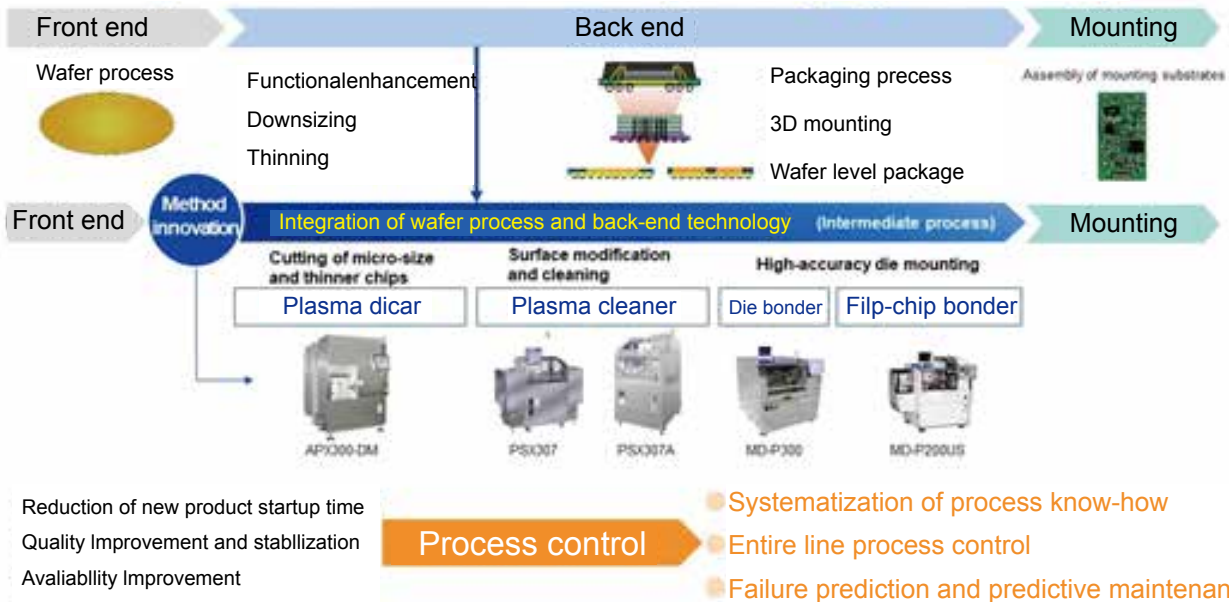 Front end
Back end
Mounting
Wafer process
Functionalenhancement
Downsizing
Thinning
Packaging precess
3D mounting
Wafer level package
Assembly of mounting substrates
Front end
Method
innovation
Integration of wafer process and back-end technology (Intermediate process)
Mounting
Cutting of micro-size
and thinner chips
Surface modification
and cleaning
High-accuracy die mounting
Plasma dicar
Plasma cleaner
Die bonder
Filp-chip bonder
APX300-DM
PSX307
PSX307A
MD-P300
MD-P200US
Reduction of new product startup time
Quality lmprovement and stabllization
Avaliabllity lmprovement
Process control
Systematization of process know-how
Entire line process control
Failure prediction and predictive maintenan